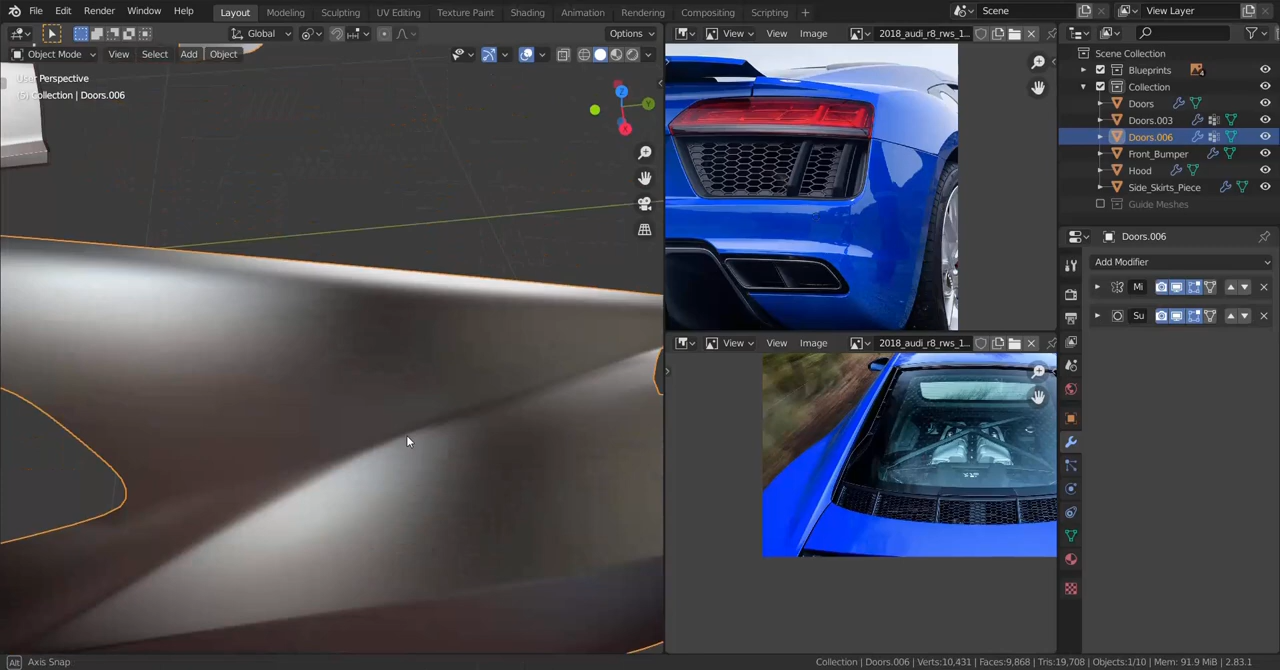 File Edit Render Window Help Layout Modeling Sculpting UV Editing Texture Paint Shading Animation Rendering Compositing Scripting + Scene View Layer
Global Options
Object Mode View Select Add Object
User Perspective
(5) Collection | Doors.006
Z
Y
X
View View Image 2018_audi_r8_rws_1...
View View Image 2018_audi_r8_rws_1...
Scene Collection
Blueprints 4
Collection
Doors
Doors.003
Doors.006
Front_Bumper
Hood
Side_Skirts_Piece
Guide Meshes
Doors.006
Add Modifier
Mi
Su
Alt Axis Snap
Collection | Doors.006 | Verts:10,431 | Faces:9,868 | Tris:19,708 | Objects:1/10 | Mem: 91.9 MiB | 2.83.1